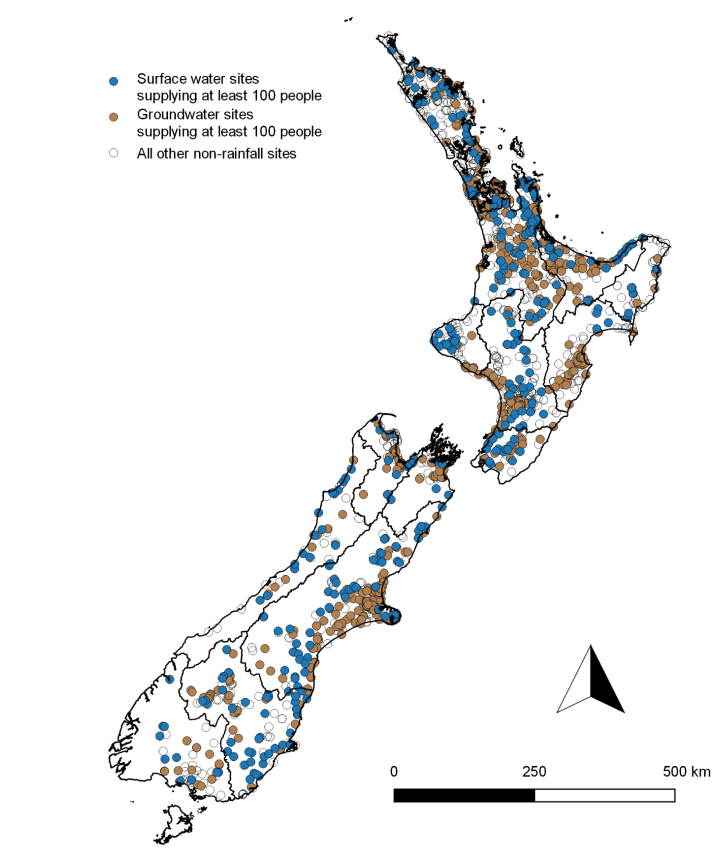 Surface water sites
supplying at least 100 people
Groundwater sites
supplying at least 100 people
All other non-rainfall sites
0 250 500 km